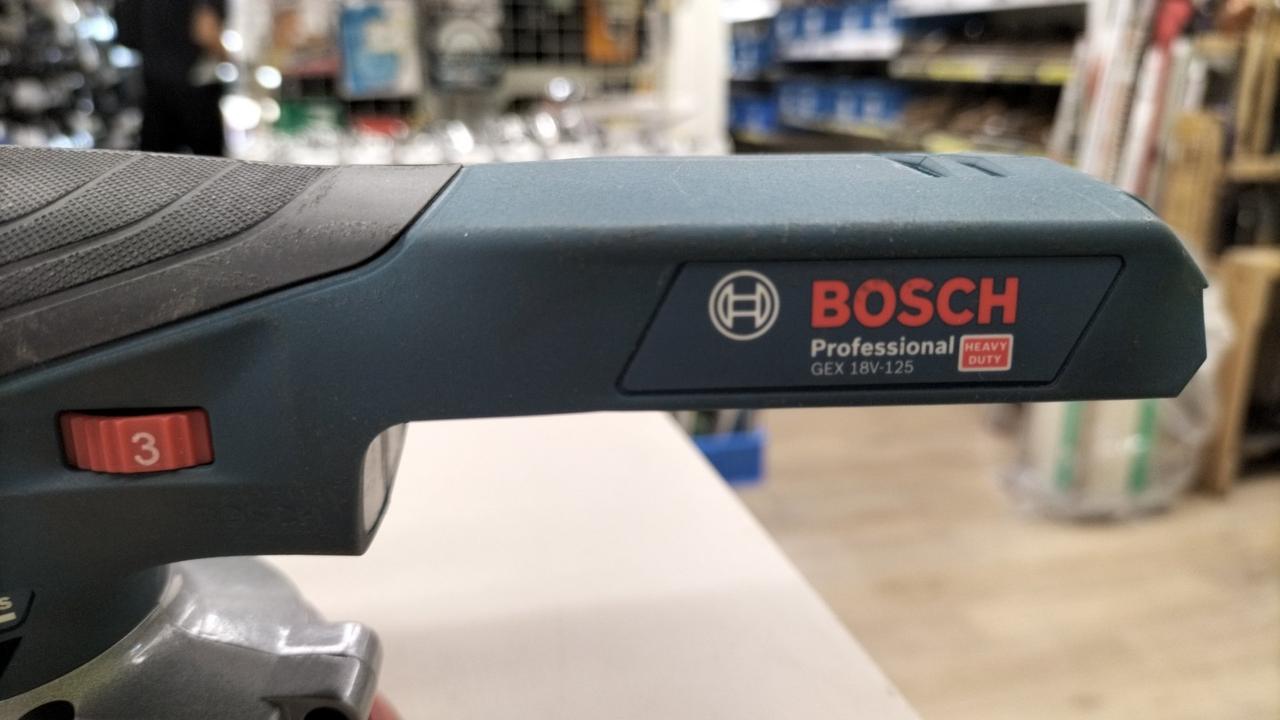 BOSCH
Professional HEAVY DUTY
GEX 18V-125
3
S